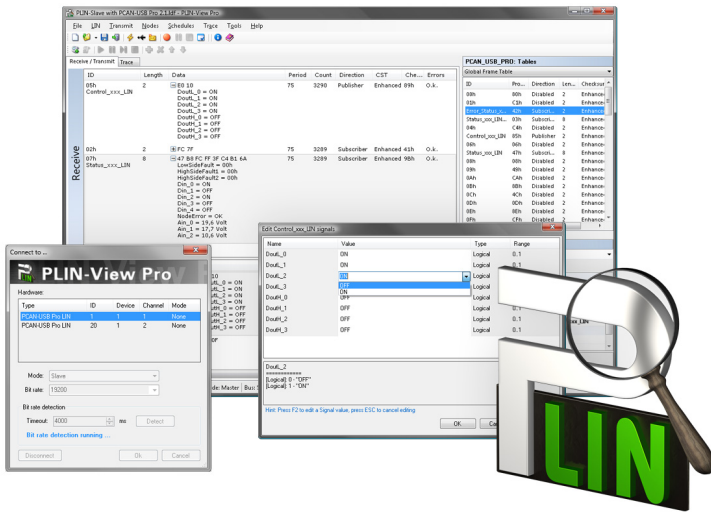 PLIN-Slave with PCAN-USB Pro 2.1.ldf - PLIN-View Pro
File LIN Transmit Nodes Schedules Trace Tools Help
Receive / Transmit Trace
ID Length Data Period Count Direction CST Che... Errors
05h 2 E0 10 75 3290 Publisher Enhanced 89h O.k.
Control_xxx_LIN DoutL_0 = ON
DoutL_1 = ON
DoutL_2 = ON
DoutL_3 = ON
DoutH_0 = OFF
DoutH_1 = OFF
DoutH_2 = OFF
DoutH_3 = OFF
02h 2 FC 7F 75 3289 Subscriber Enhanced 41h O.k.
07h 8 47 B8 FC FF 3F C4 B1 6A 75 3289 Subscriber Enhanced 9Bh O.k.
Status_xxx_LIN LowSideFault = 00h
HighSideFault1 = 00h
HighSideFault2 = 00h
Din_0 = ON
Din_1 = OFF
Din_2 = ON
Din_3 = OFF
Din_4 = OFF
NodeError = OK
Ain_0 = 19,6 Volt
Ain_1 = 17,7 Volt
Ain_2 = 10,6 Volt
Receive
PCAN_USB_PRO: Tables
Global Frame Table
ID Pro... Direction Len... Checksum
00h 80h Disabled 2 Enhanced
01h C1h Disabled 2 Enhanced
Error_Status_x... 42h Subscri... 2 Enhanced
Status_xxx_LIN... 03h Subscri... 8 Enhanced
04h C4h Disabled 2 Enhanced
Control_xxx_LIN 85h Publisher 2 Enhanced
06h 06h Disabled 2 Enhanced
Status_xxx_LIN 47h Subscri... 8 Enhanced
08h 08h Disabled 2 Enhanced
09h 49h Disabled 2 Enhanced
0Ah CAh Disabled 2 Enhanced
0Bh 8Bh Disabled 2 Enhanced
0Ch 4Ch Disabled 2 Enhanced
0Dh 0Dh Disabled 2 Enhanced
0Eh 8Eh Disabled 2 Enhanced
0Fh CFh Disabled 2 Enhanced
Edit Control_xxx_LIN signals
Name Value Type Range
DoutL_0 ON Logical 0..1
DoutL_1 ON Logical 0..1
DoutL_2 ON Logical 0..1
DoutL_3 OFF Logical 0..1
ON
DoutH_0 OFF Logical 0..1
DoutH_1 OFF Logical 0..1
DoutH_2 OFF Logical 0..1
DoutH_3 OFF Logical 0..1
DoutL_2
============
[Logical] 0 - "OFF"
[Logical] 1 - "ON"
Hint: Press F2 to edit a Signal value, press ESC to cancel editing
OK
Connect to ...
PLIN-View Pro
Hardware:
Type ID Device Channel Mode
PCAN-USB Pro LIN 1 1 1 None
PCAN-USB Pro LIN 20 1 2 None
Mode: Slave
Bit rate: 19200
Bit rate detection
Timeout: 4000 ms Detect
Bit rate detection running ...
Disconnect Ok Cancel
LIN